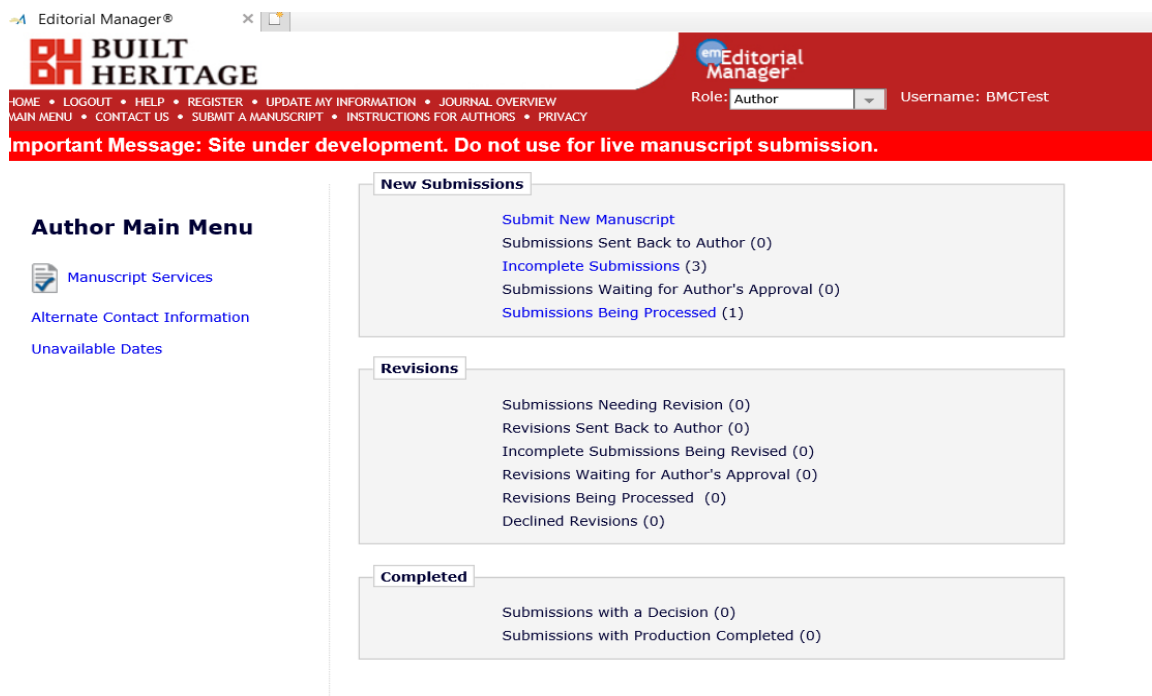 Editorial Manager®
BUILT
HERITAGE
em Editorial
Manager
HOME • LOGOUT • HELP • REGISTER • UPDATE MY INFORMATION • JOURNAL OVERVIEW
MAIN MENU • CONTACT US • SUBMIT A MANUSCRIPT • INSTRUCTIONS FOR AUTHORS • PRIVACY
Role: Author Username: BMCTest
Important Message: Site under development. Do not use for live manuscript submission.
Author Main Menu
Manuscript Services
Alternate Contact Information
Unavailable Dates
New Submissions
Submit New Manuscript
Submissions Sent Back to Author (0)
Incomplete Submissions (3)
Submissions Waiting for Author's Approval (0)
Submissions Being Processed (1)
Revisions
Submissions Needing Revision (0)
Revisions Sent Back to Author (0)
Incomplete Submissions Being Revised (0)
Revisions Waiting for Author's Approval (0)
Revisions Being Processed (0)
Declined Revisions (0)
Completed
Submissions with a Decision (0)
Submissions with Production Completed (0)